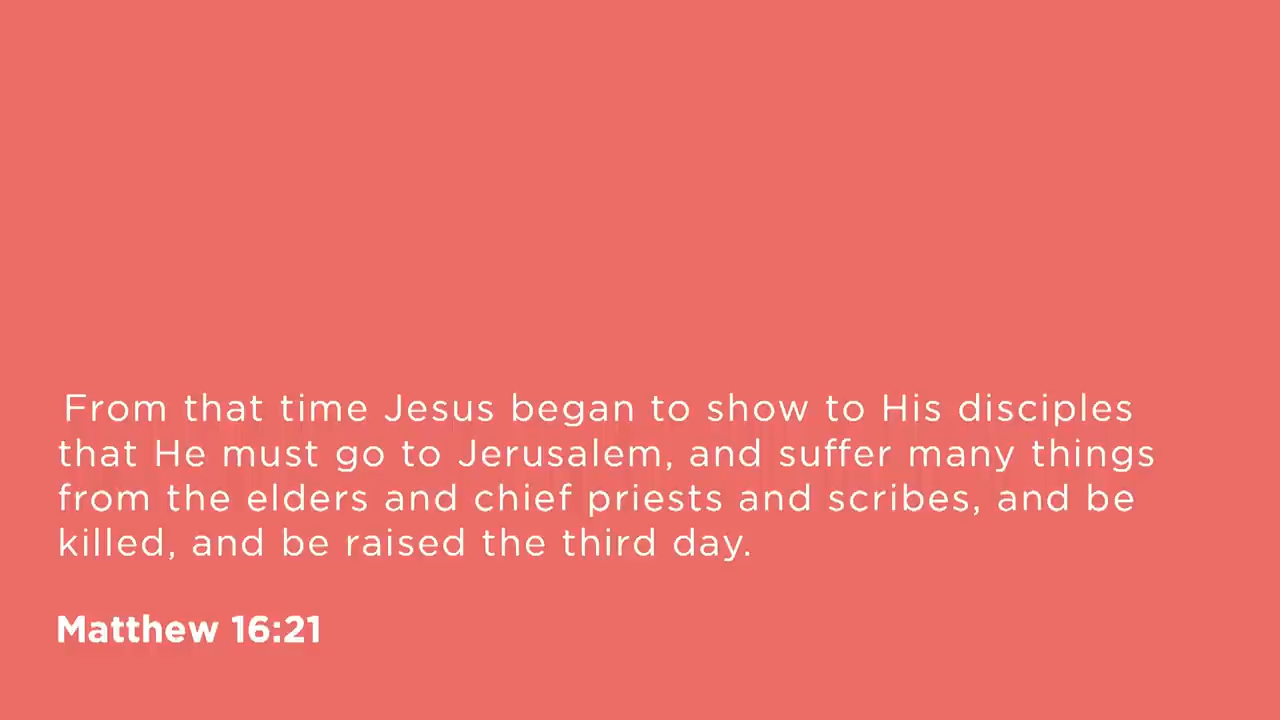 From that time Jesus began to show to His disciples
that He must go to Jerusalem, and suffer many things
from the elders and chief priests and scribes, and be
killed, and be raised the third day.
Matthew 16:21